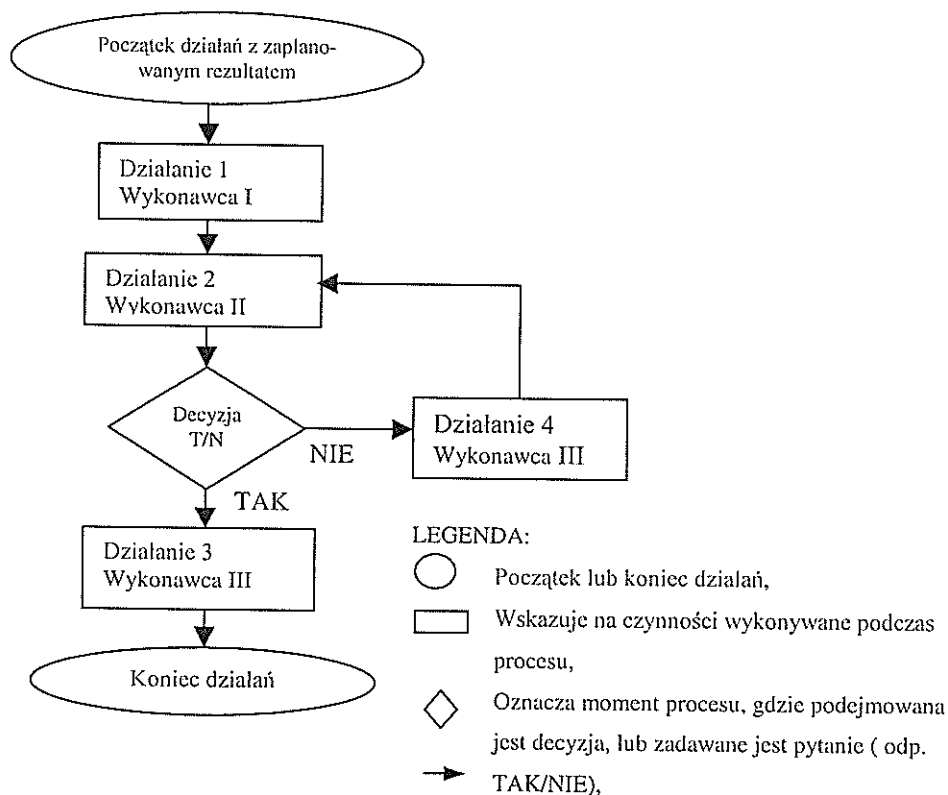 Początek działań z zaplano-
wanym rezultatem
Działanie 1
Wykonawca I
Działanie 2
Wykonawca II
Decyzja
T/N
NIE
Działanie 4
Wykonawca III
TAK
Działanie 3
Wykonawca III
Koniec działań
LEGENDA:
Początek lub koniec działań,
Wskazuje na czynności wykonywane podczas
procesu,
Oznacza moment procesu, gdzie podejmowana
jest decyzja, lub zadawane jest pytanie ( odp.
TAK/NIE),